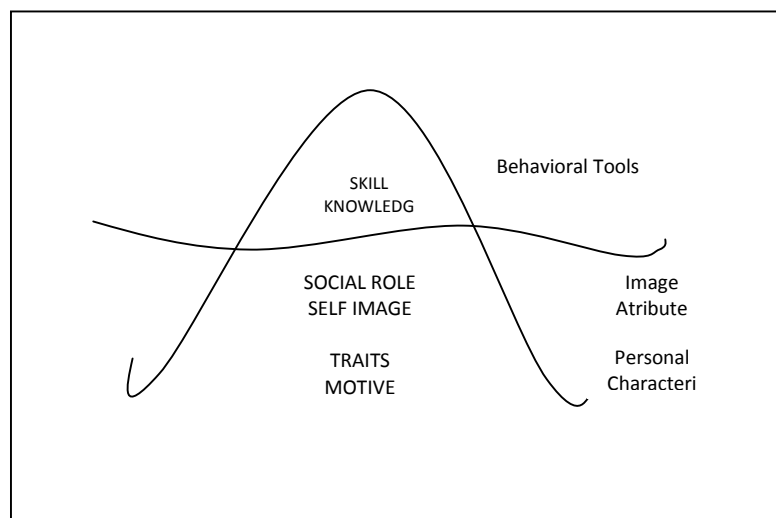 Behavioral Tools
SKILL
KNOWLEDG
SOCIAL ROLE
SELF IMAGE
Image
Atribute
TRAITS
MOTIVE
Personal
Characteri